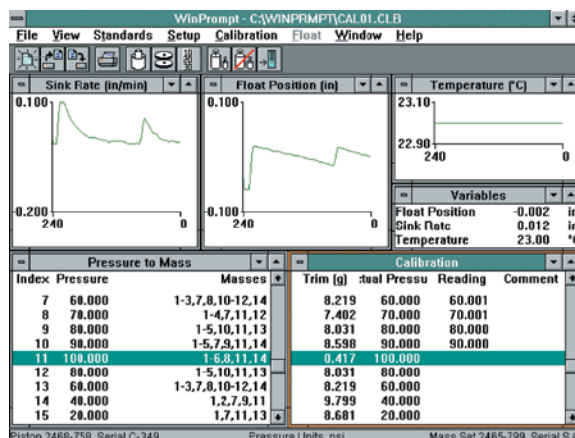 WinPrompt - C:\WINPRMPT\CAL01.CLB
File View Standards Setup Calibration Float Window Help
Sink Rate (in/min)
0.100
-0.200
240 0
Float Position (in)
0.100
-0.100
240 0
Temperature (°C)
23.10
22.90
240 0
Variables
Float Position -0.002 in
Sink Rate 0.012 in
Temperature 23.00
Pressure to Mass
Index Pressure Masses
7 60.000 1-3,7,8,10-12,14
8 70.000 1-4,7,11,12
9 80.000 1-5,10,11,13
10 90.000 1-5,7,9,11,14
11 100.000 1-6,8,11,14
12 80.000 1-5,10,11,13
13 60.000 1-3,7,8,10-12,14
14 40.000 1,2,7,9,11
15 20.000 1,7,11,13
Calibration
Trim (g) :tual Pressu Reading Comment
8.219 60.000 60.001
7.402 70.000 70.001
8.031 80.000 80.000
8.598 90.000 90.000
0.417 100.000
8.031 80.000
8.219 60.000
9.799 40.000
8.681 20.000
Piston 2468-758, Serial C-349 Pressure Units, psi Mass Set 2465-799, Serial